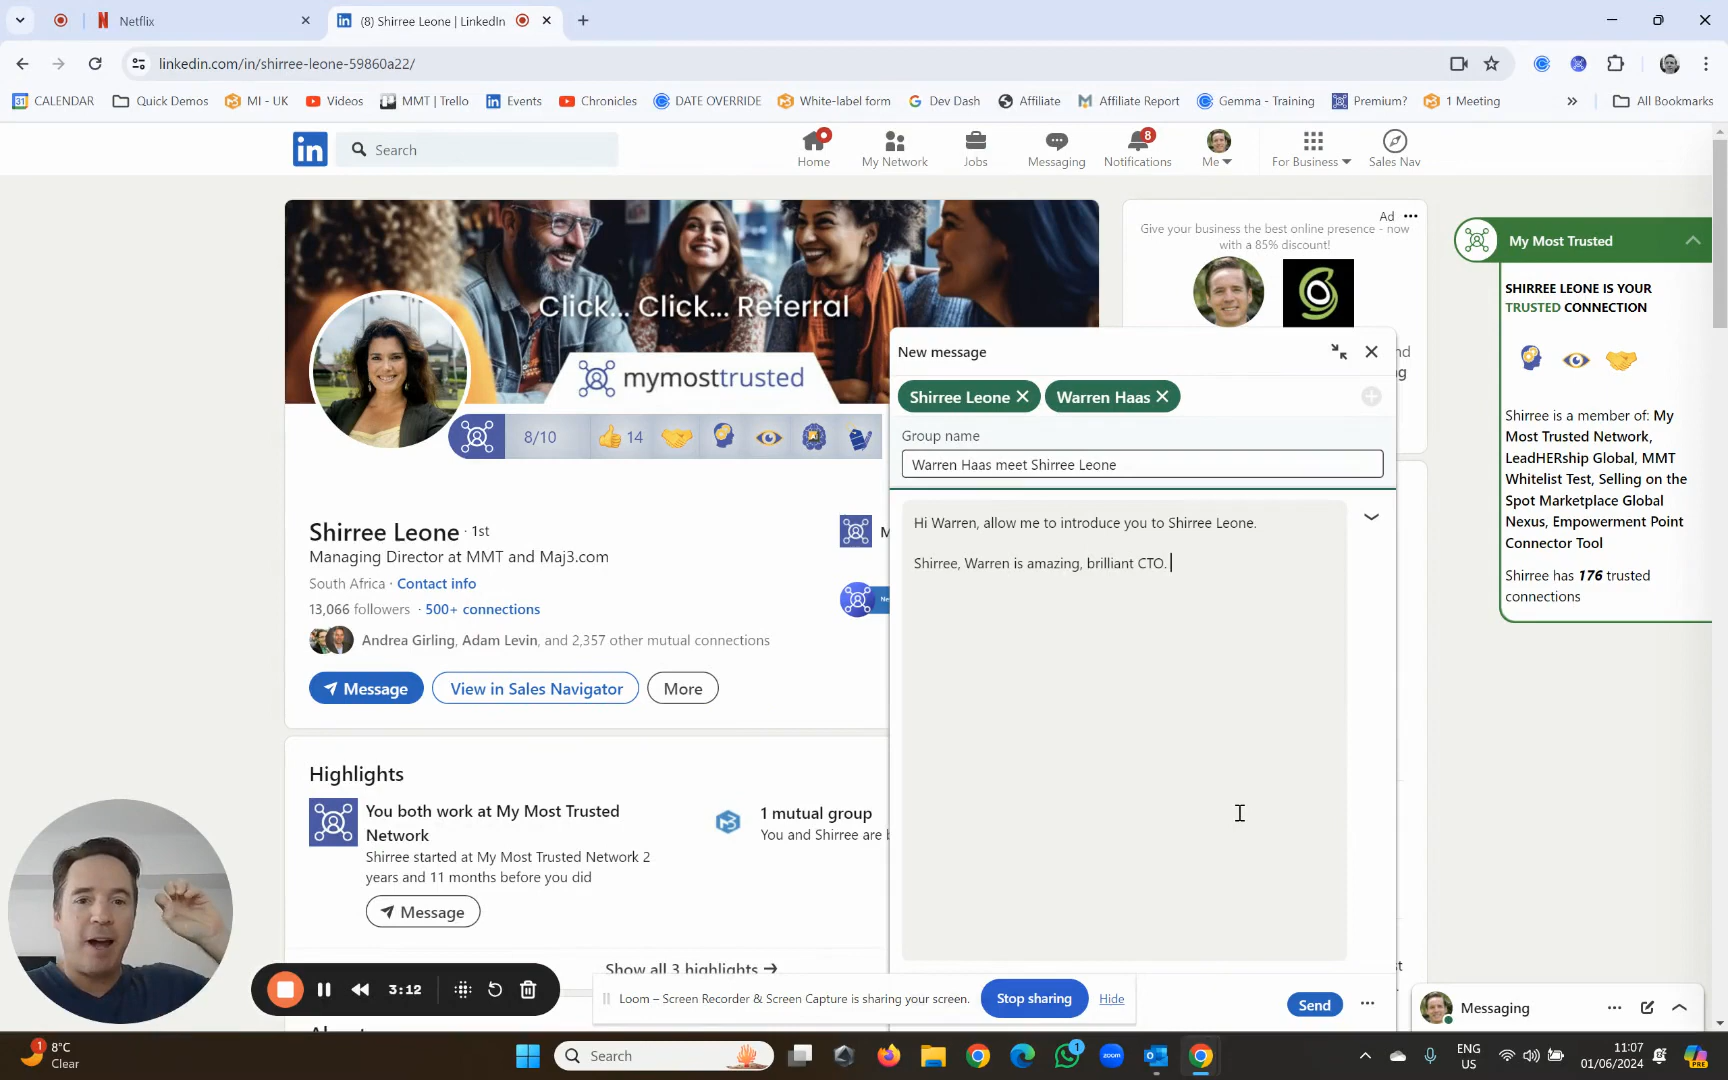 Netflix
(8) Shirree Leone | LinkedIn
linkedin.com/in/shirree-leone-59860a22/
31 CALENDAR
Quick Demos
MI - UK
Videos
MMT | Trello
Events
Chronicles
DATE OVERRIDE
White-label form
Dev Dash
Affiliate
Affiliate Report
Gemma - Training
Premium?
1 Meeting
All Bookmarks
in
Search
Home
My Network
Jobs
Messaging
8
Notifications
Me
For Business
Sales Nav
Click... Click... Referral
mymosttrusted
8/10
14
Shirree Leone · 1st
Managing Director at MMT and Maj3.com
South Africa · Contact info
13,066 followers · 500+ connections
Andrea Girling, Adam Levin, and 2,357 other mutual connections
Message
View in Sales Navigator
More
Highlights
You both work at My Most Trusted
Network
Shirree started at My Most Trusted Network 2
years and 11 months before you did
Message
1 mutual group
You and Shirree are
Show all 3 highlights →
Ad
Give your business the best online presence - now
with a 85% discount!
New message
Shirree Leone
Warren Haas
Group name
Warren Haas meet Shirree Leone
Hi Warren, allow me to introduce you to Shirree Leone.
Shirree, Warren is amazing, brilliant CTO.
Send
My Most Trusted
SHIRREE LEONE IS YOUR
TRUSTED CONNECTION
Shirree is a member of: My
Most Trusted Network,
LeadHERship Global, MMT
Whitelist Test, Selling on the
Spot Marketplace Global
Nexus, Empowerment Point
Connector Tool
Shirree has 176 trusted
connections
3:12
Loom – Screen Recorder & Screen Capture is sharing your screen.
Stop sharing
Hide
Messaging
1
8°C
Clear
Search
1
zoom
ENG
US
11:07
01/06/2024
PRE